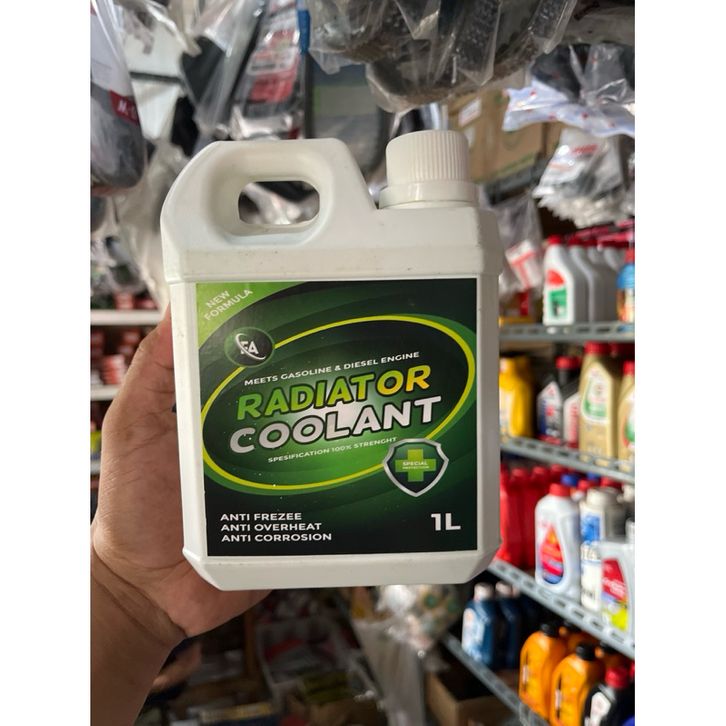 NEW
FORMULA
FA
MEETS GASOLINE & DIESEL ENGINE
RADIATOR
COOLANT
SPESIFICATION 100% STRENGHT
SPECIAL
PROTECTION
ANTI FREZEE
ANTI OVERHEAT
ANTI CORROSION
1L